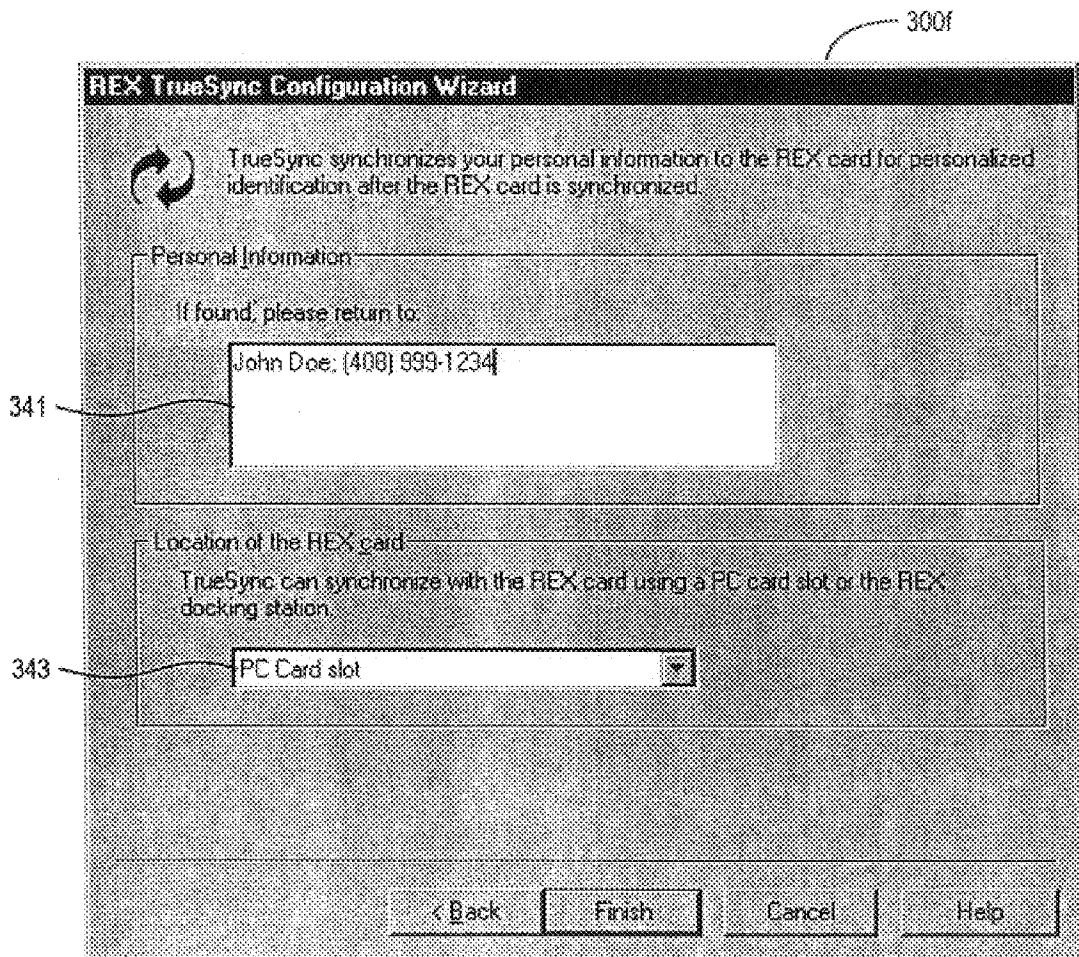 300f
REX TrueSync Configuration Wizard
TrueSync synchronizes your personal information to the REX card for personalized
identification after the REX card is synchronized.
Personal Information
If found, please return to:
John Doe; (408) 999-1234
341
Location of the REX card
TrueSync can synchronize with the REX card using a PC card slot or the REX
docking station.
343
PC Card slot
< Back
Finish
Cancel
Help